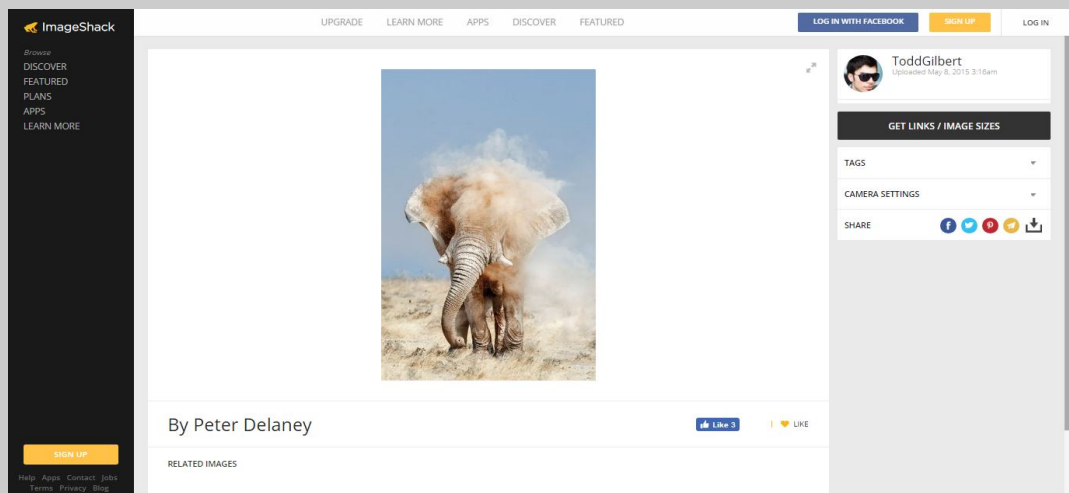 ImageShack
UPGRADE LEARN MORE APPS DISCOVER FEATURED
LOG IN WITH FACEBOOK
SIGN UP
LOG IN
Browse
DISCOVER
FEATURED
PLANS
APPS
LEARN MORE
SIGN UP
Help Apps Contact Jobs
Terms Privacy Blog
By Peter Delaney
Like 3
LIKE
RELATED IMAGES
ToddGilbert
Uploaded May 8, 2015 3:16am
GET LINKS / IMAGE SIZES
TAGS
CAMERA SETTINGS
SHARE